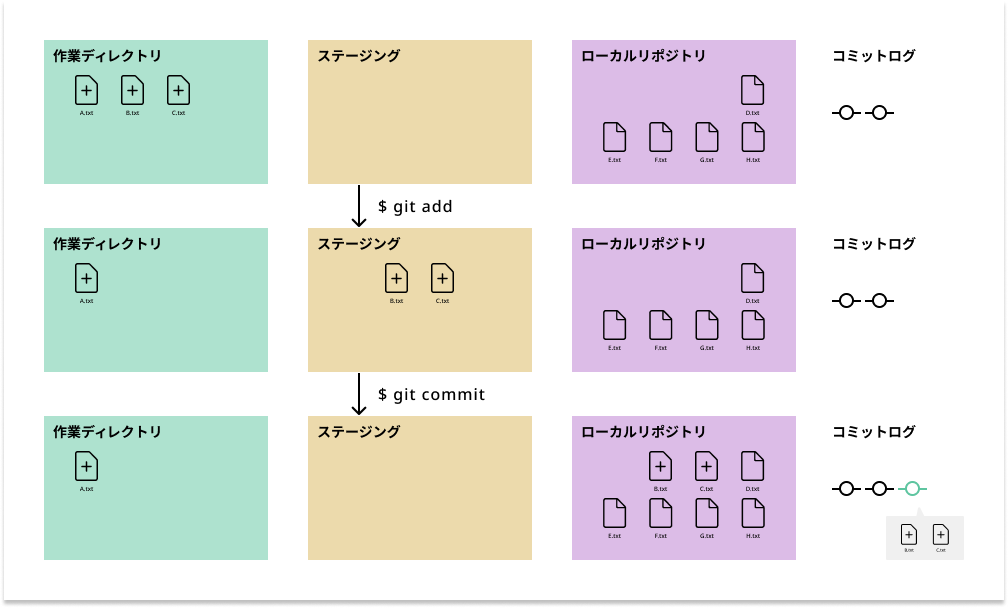 作業ディレクトリ
ステージング
ローカルリポジトリ
コミットログ
A.txt
B.txt
C.txt
D.txt
E.txt
F.txt
G.txt
H.txt
$ git add
作業ディレクトリ
ステージング
ローカルリポジトリ
コミットログ
A.txt
B.txt
C.txt
D.txt
E.txt
F.txt
G.txt
H.txt
$ git commit
作業ディレクトリ
ステージング
ローカルリポジトリ
コミットログ
A.txt
B.txt
C.txt
D.txt
E.txt
F.txt
G.txt
H.txt
B.txt
C.txt